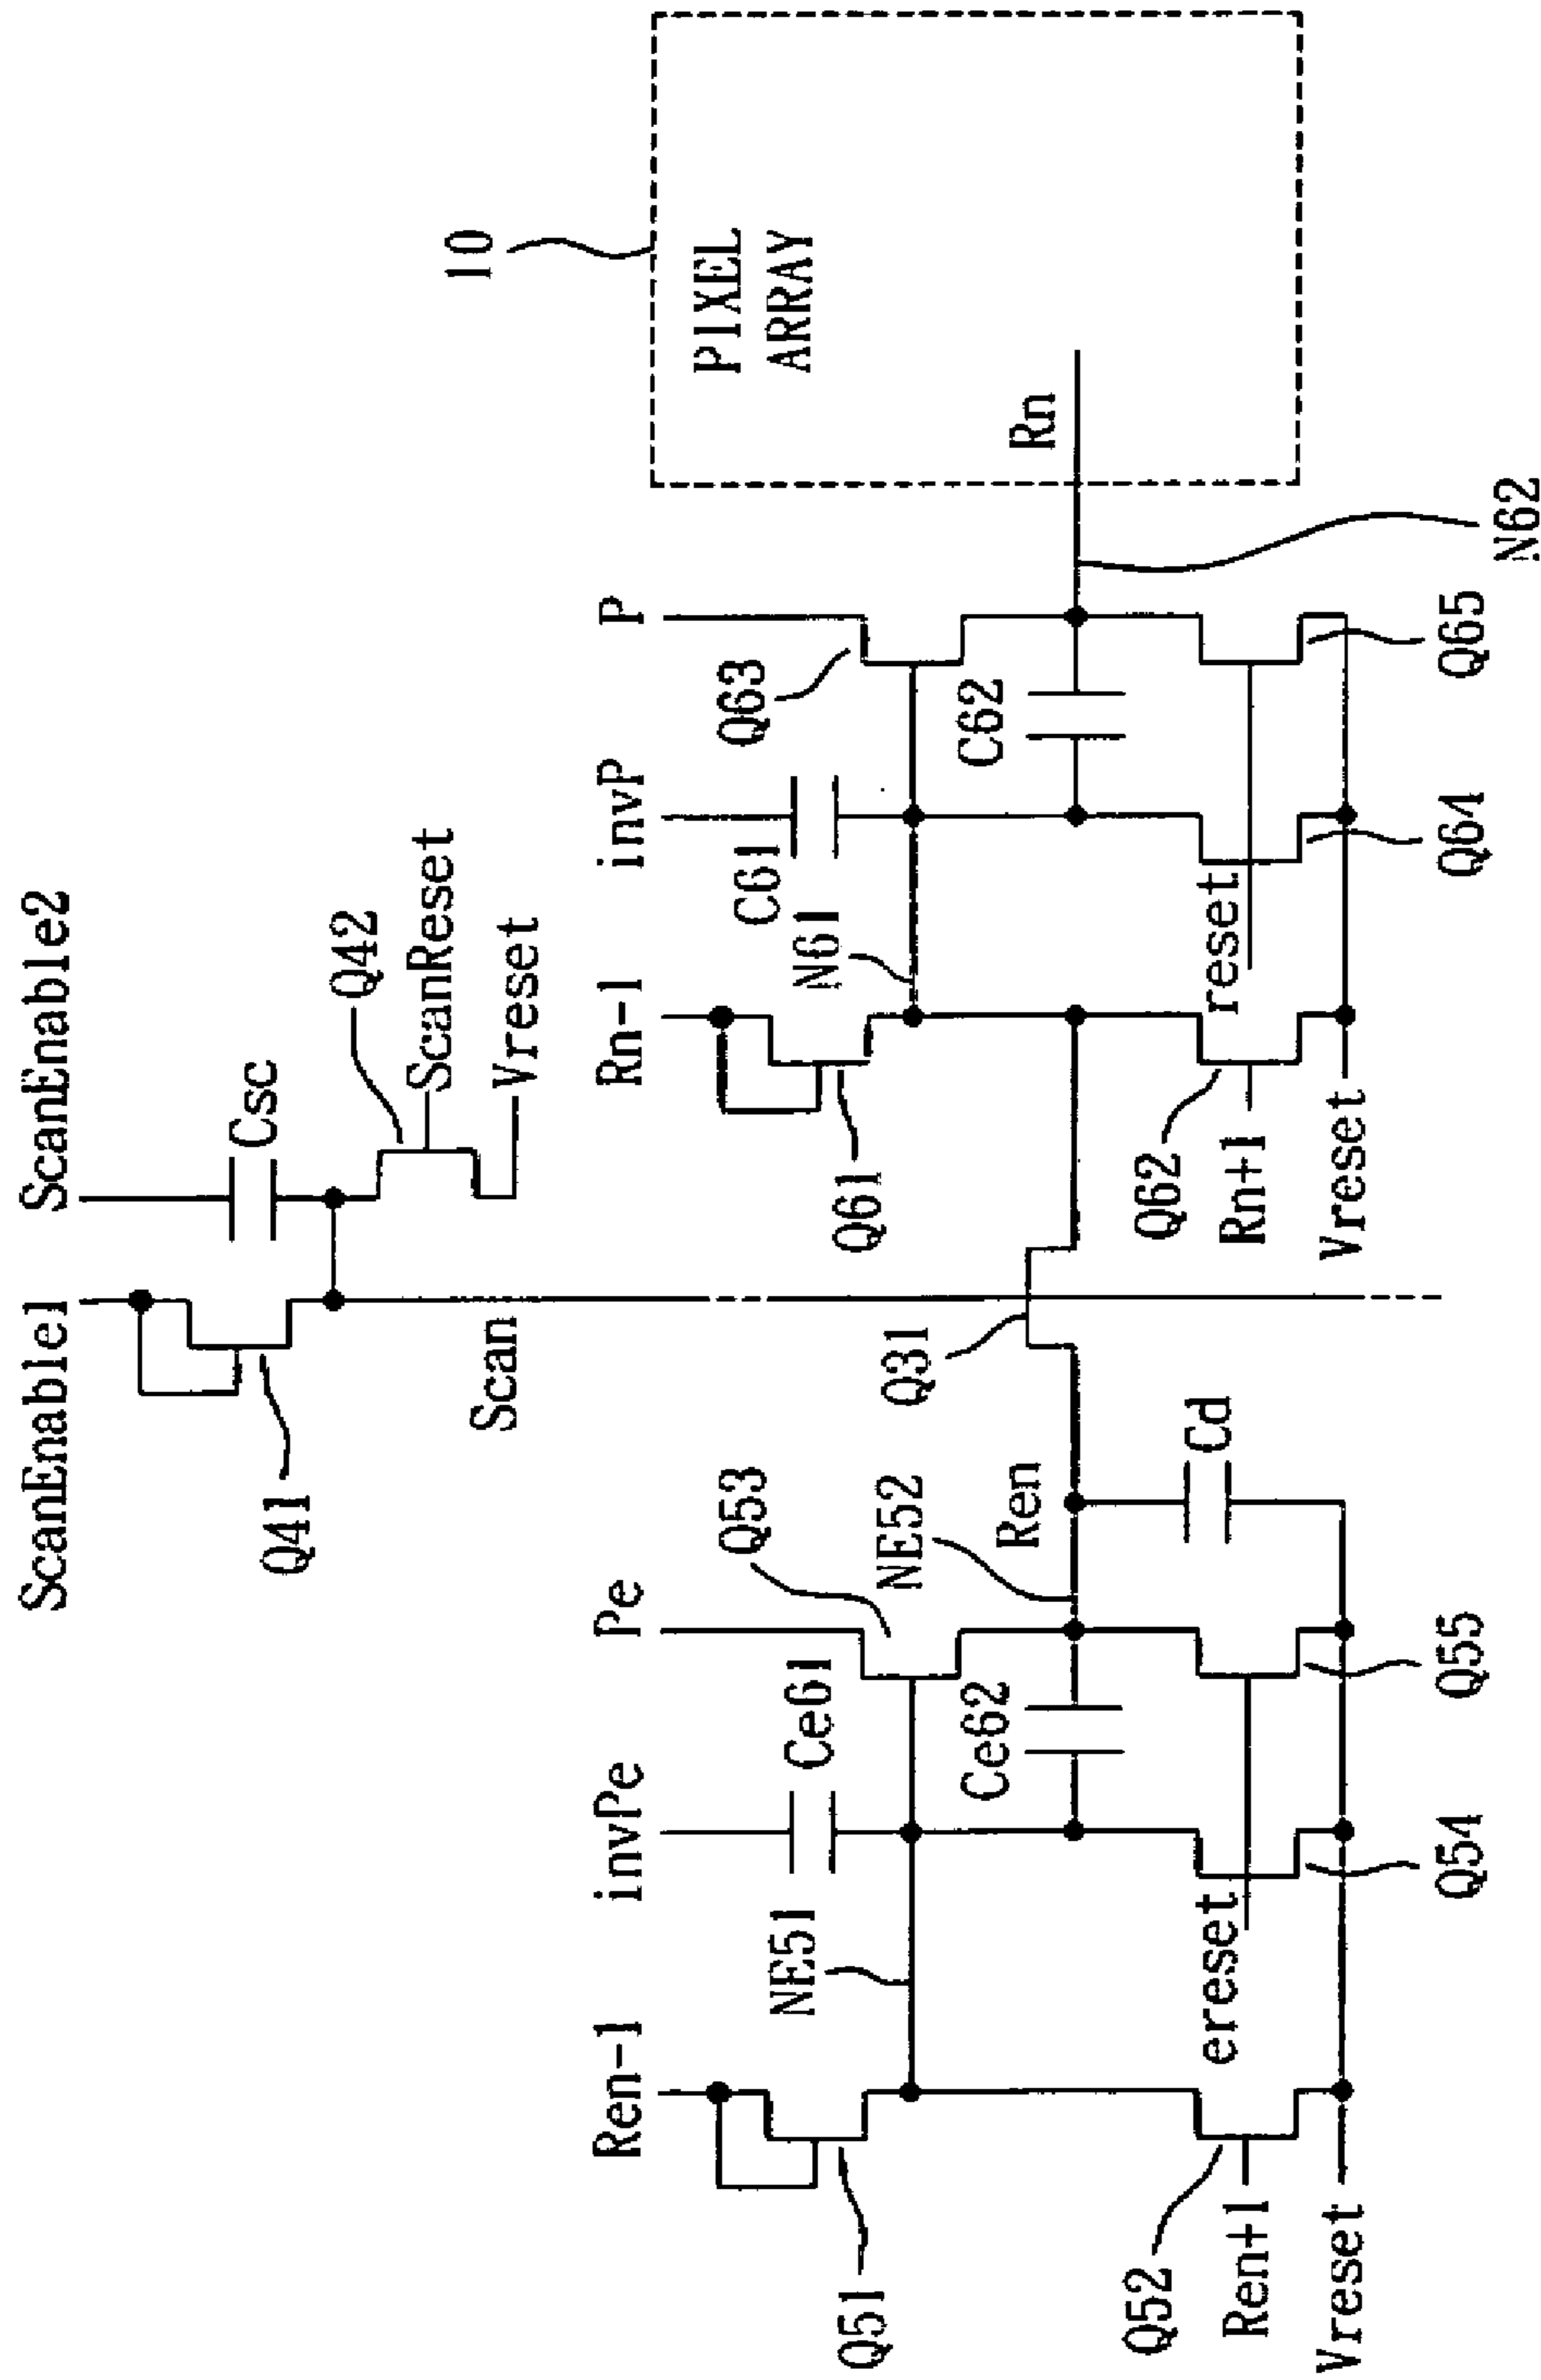 ScanEnable1
ScanEnable2
Csc
Q41
Q42
ScanReset
Vreset
Scan
10
PIXEL
ARRAY
Ren-1
invPe
Pe
Rn-1
invP
P
Q51
NE51
Ce61
Q53
NE52
Ren
Ce62
Cd
Q31
Q61
N61
C61
Q63
C62
Rn
Q52
Ren+1
ereset
Vreset
Q54
Q55
Q62
Rn+1
reset
Vreset
Q64
Q65
N62